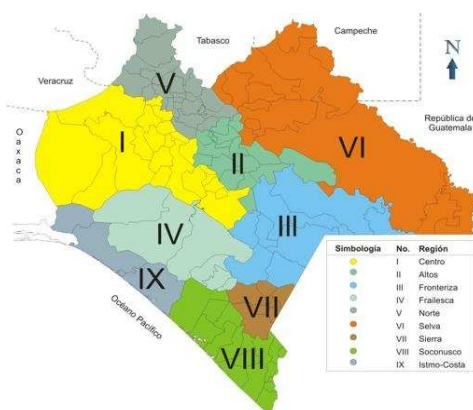 Campeche
Tabasco
N
Veracruz
V
República de
Guatemala
Oaxaca
I
II
VI
III
IV
IX
VII
VIII
Océano Pacífico
Simbología No. Región
I Centro
II Altos
III Fronteriza
IV Frailesca
V Norte
VI Selva
VII Sierra
VIII Soconusco
IX Istmo-Costa